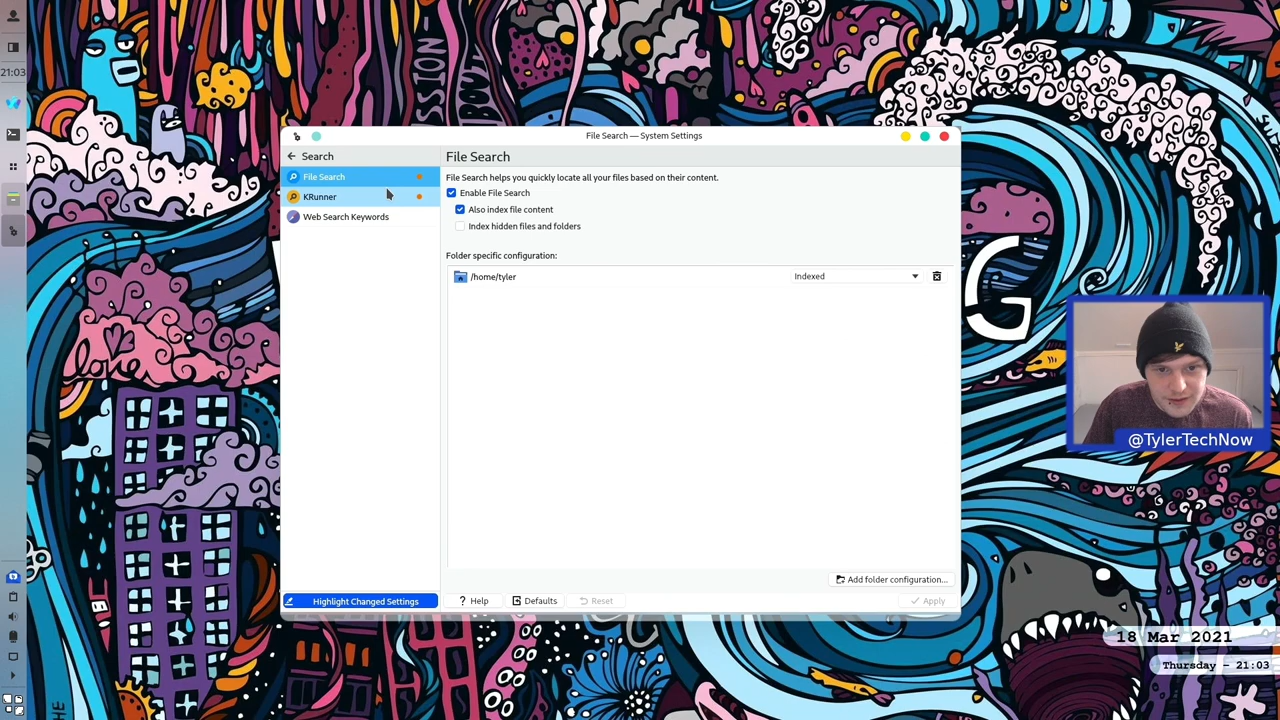 SSION
G
love
21:03
File Search — System Settings
Search
File Search
KRunner
Web Search Keywords
Highlight Changed Settings
File Search
File Search helps you quickly locate all your files based on their content.
Enable File Search
Also index file content
Index hidden files and folders
Folder specific configuration:
/home/tyler
Indexed
Add folder configuration...
Help
Defaults
Reset
Apply
@TylerTechNow
18 Mar 2021
Thursday - 21:03
THE